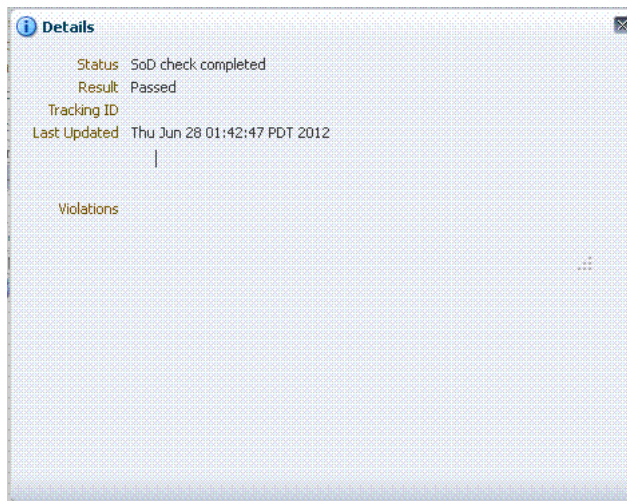 Details
Status SoD check completed
Result Passed
Tracking ID
Last Updated Thu Jun 28 01:42:47 PDT 2012
Violations